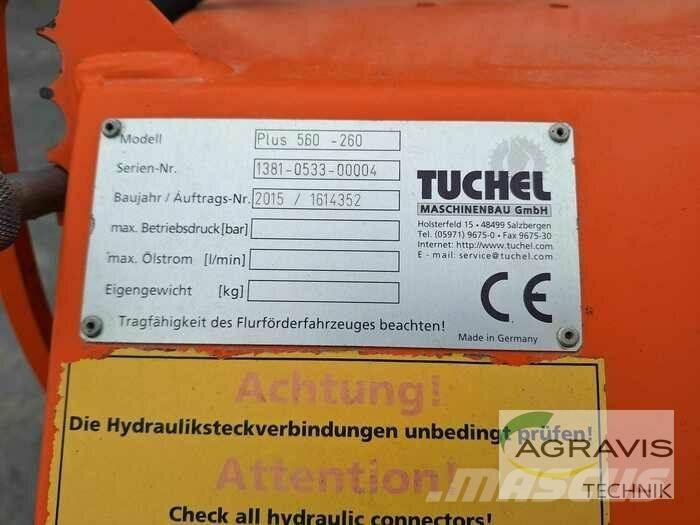 Modell Plus 560 -260
Serien-Nr. 1381-0533-00004
Baujahr / Auftrags-Nr. 2015 / 1614352
max. Betriebsdruck [bar]
max. Ölstrom [l/min]
Eigengewicht [kg]
Tragfähigkeit des Flurförderfahrzeuges beachten!
TUCHEL
MASCHINENBAU GmbH
Holsterfeld 15 • 48499 Salzbergen
Tel. (05971) 9675-0 • Fax 9675-30
Internet: http://www.tuchel.com
E - mail: service@tuchel.com
CE
Made in Germany
Achtung!
Die Hydrauliksteckverbindungen unbedingt prüfen!
Attention!
Check all hydraulic connectors!
AGRAVIS
TECHNIK
MASCUS